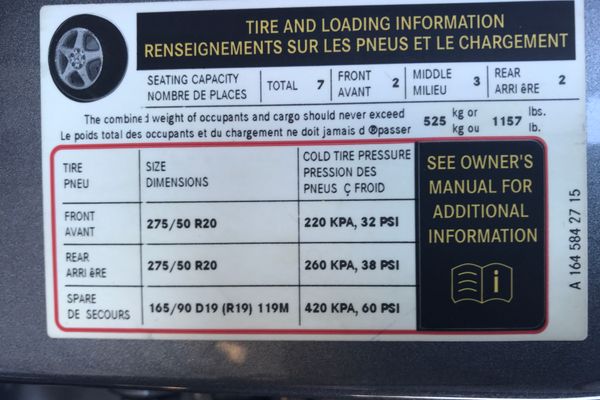 TIRE AND LOADING INFORMATION
RENSEIGNEMENTS SUR LES PNEUS ET LE CHARGEMENT
SEATING CAPACITY TOTAL 7 FRONT 2 MIDDLE 3 REAR 2
NOMBRE DE PLACES AVANT MILIEU ARRI êRE
The combined weight of occupants and cargo should never exceed 525 kg or 1157 lbs.
Le poids total des occupants et du chargement ne doit jamais d ®passer kg ou lb.
TIRE SIZE COLD TIRE PRESSURE
PNEU DIMENSIONS PRESSION DES
PNEUS Ç FROID
FRONT 275/50 R20 220 KPA, 32 PSI
AVANT
REAR 275/50 R20 260 KPA, 38 PSI
ARRI êRE
SPARE 165/90 D19 (R19) 119M 420 KPA, 60 PSI
DE SECOURS
SEE OWNER'S
MANUAL FOR
ADDITIONAL
INFORMATION
i
A 164 584 27 15